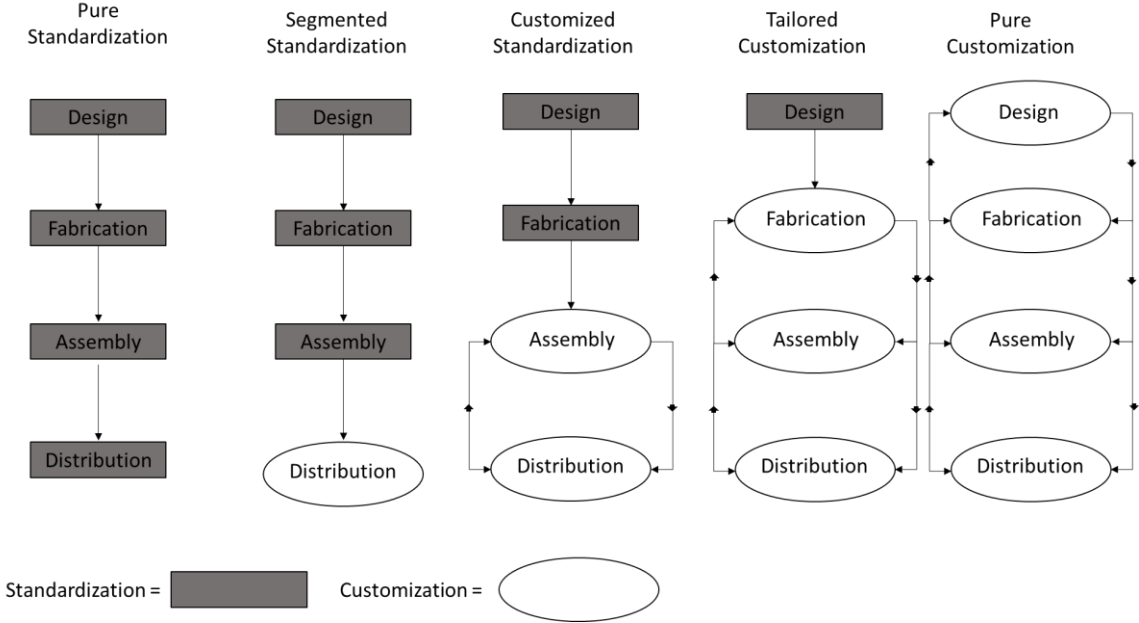 Pure
Standardization
Segmented
Standardization
Customized
Standardization
Tailored
Customization
Pure
Customization
Design
Fabrication
Assembly
Distribution
Design
Fabrication
Assembly
Distribution
Design
Fabrication
Assembly
Distribution
Design
Fabrication
Assembly
Distribution
Design
Fabrication
Assembly
Distribution
Standardization =
Customization =